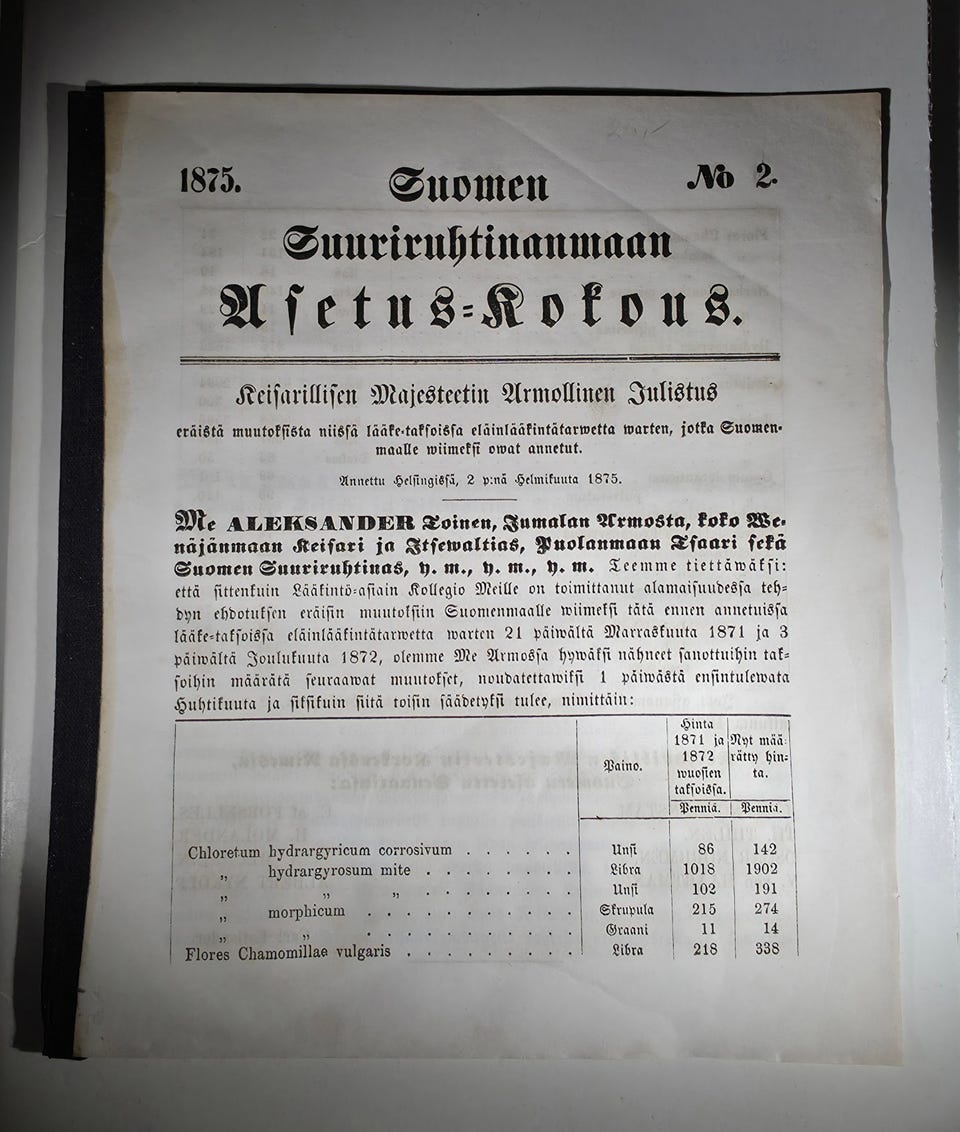 1875. Suomen No 2.
Suuriruhtinanmaan
Asetus-Kokous.
Keisarillisen Majesteetin Armollinen Julistus
eräistä muutoksista niissä lääke-taksoissa eläinlääkintätarwetta warten, jotka Suomen-
maalle wiimeksi owat annetut.
Annettu Helsingissä, 2 p:nä Helmikuuta 1875.
Me ALEKSANDER Toinen, Jumalan Armosta, koko We-
näjänmaan Keisari ja Itsewaltias, Puolanmaan Tsaari sekä
Suomen Suuriruhtinas, y. m., y. m., y. m. Teemme tiettäwäksi:
että sittenkuin Lääkintö-asiain Kollegio Meille on toimittanut alamaisuudessa teh-
dyn ehdotuksen eräisin muutoksiin Suomenmaalle wiimeksi tätä ennen annetuissa
lääke-taksoissa eläinlääkintätarwetta warten 21 päiwältä Marraskuuta 1871 ja 3
päiwältä Joulukuuta 1872, olemme Me Armossa hywäksi nähneet sanottuihin tak-
soihin määrätä seuraawat muutokset, noudatettawiksi 1 päiwästä ensintulewata
Huhtikuuta ja siksikuin siitä toisin säädetyksi tulee, nimittäin:
Paino.
Hinta
1871 ja
1872
wuosien
taksoissa.
Nyt mää-
rätty hin-
ta.
Penniä. Penniä.
Chloretum hydrargyricum corrosivum . . . . . . Unsi 86 142
„ hydrargyrosum mite . . . . . . . . Libra 1018 1902
„ „ „ . . . . . . . . Unsi 102 191
„ morphicum . . . . . . . . . . . Skrupula 215 274
„ „ . . . . . . . . . . . Graani 11 14
Flores Chamomillae vulgaris . . . . . . . . . Libra 218 338